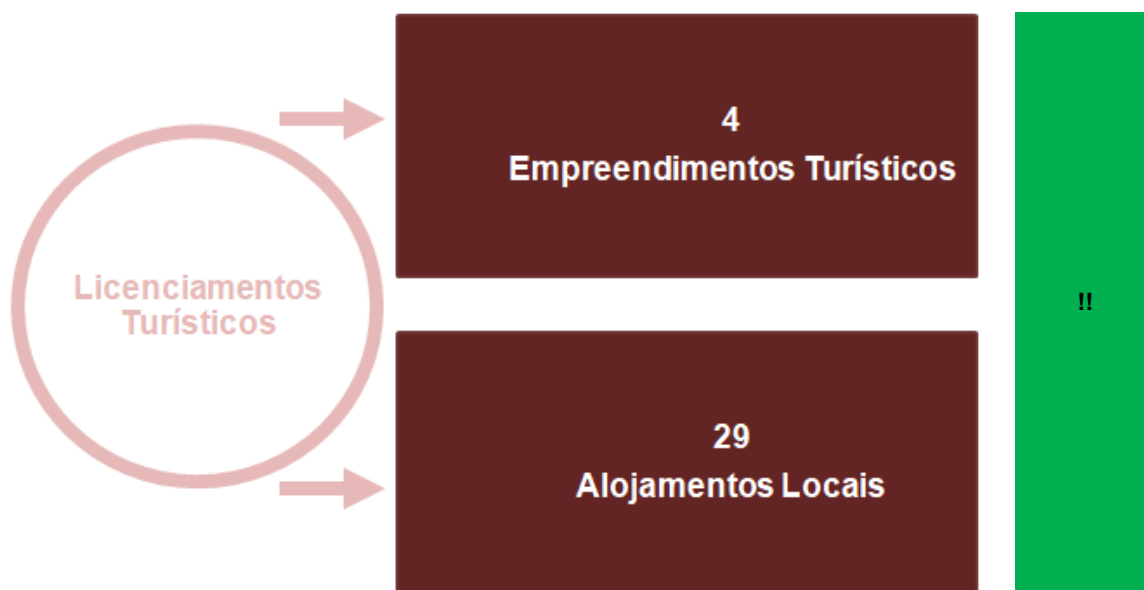 Licenciamentos
Turísticos
4
Empreendimentos Turísticos
29
Alojamentos Locais
!!